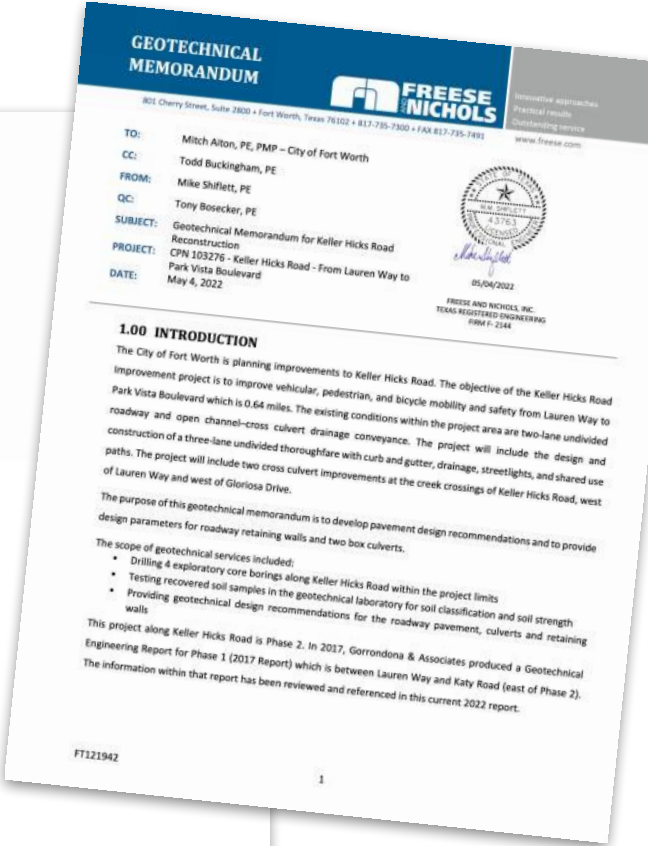 GEOTECHNICAL
MEMORANDUM
FREESE
AND NICHOLS
Innovative approaches
Practical results
Outstanding service
801 Cherry Street, Suite 2800 • Fort Worth, Texas 76102 • 817-735-7300 • FAX 817-735-7491
www.freese.com
TO: Mitch Aiton, PE, PMP – City of Fort Worth
CC: Todd Buckingham, PE
FROM: Mike Shiflett, PE
QC: Tony Bosecker, PE
SUBJECT: Geotechnical Memorandum for Keller Hicks Road
Reconstruction
PROJECT: CPN 103276 - Keller Hicks Road - From Lauren Way to
Park Vista Boulevard
DATE: May 4, 2022
STATE OF TEXAS
M.M. SHIFLETT
43763
LICENSED
05/04/2022
FREESE AND NICHOLS, INC.
TEXAS REGISTERED ENGINEERING
FIRM F- 2144
1.00 INTRODUCTION
The City of Fort Worth is planning improvements to Keller Hicks Road. The objective of the Keller Hicks Road
Improvement project is to improve vehicular, pedestrian, and bicycle mobility and safety from Lauren Way to
Park Vista Boulevard which is 0.64 miles. The existing conditions within the project area are two-lane undivided
roadway and open channel–cross culvert drainage conveyance. The project will include the design and
construction of a three-lane undivided thoroughfare with curb and gutter, drainage, streetlights, and shared use
paths. The project will include two cross culvert improvements at the creek crossings of Keller Hicks Road, west
of Lauren Way and west of Gloriosa Drive.
The purpose of this geotechnical memorandum is to develop pavement design recommendations and to provide
design parameters for roadway retaining walls and two box culverts.
The scope of geotechnical services included:
• Drilling 4 exploratory core borings along Keller Hicks Road within the project limits
• Testing recovered soil samples in the geotechnical laboratory for soil classification and soil strength
• Providing geotechnical design recommendations for the roadway pavement, culverts and retaining
walls
This project along Keller Hicks Road is Phase 2. In 2017, Gorrondona & Associates produced a Geotechnical
Engineering Report for Phase 1 (2017 Report) which is between Lauren Way and Katy Road (east of Phase 2).
The information within that report has been reviewed and referenced in this current 2022 report.
FT121942
1